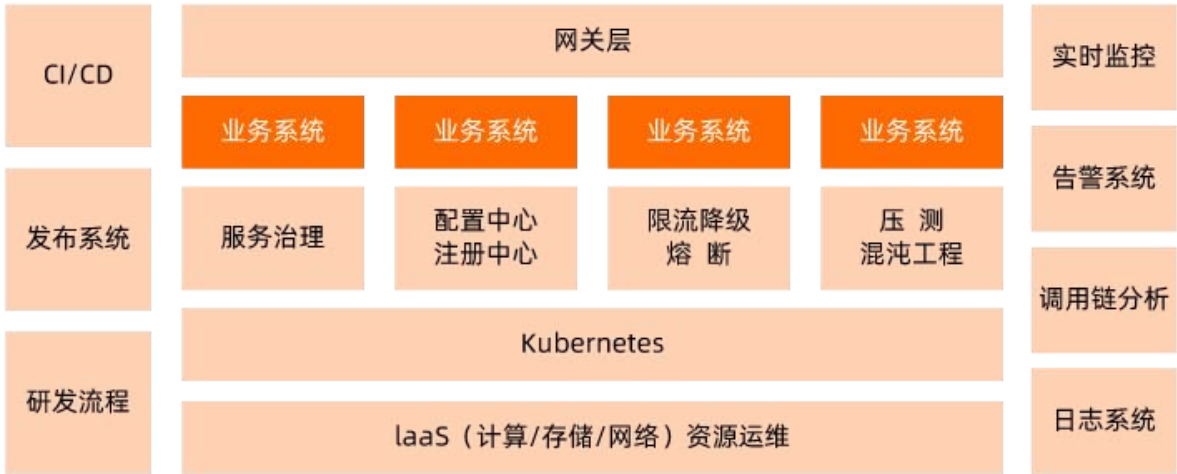 CI/CD
发布系统
研发流程
网关层
业务系统
业务系统
业务系统
业务系统
服务治理
配置中心
注册中心
限流降级
熔 断
压 测
混沌工程
Kubernetes
laaS（计算/存储/网络）资源运维
实时监控
告警系统
调用链分析
日志系统